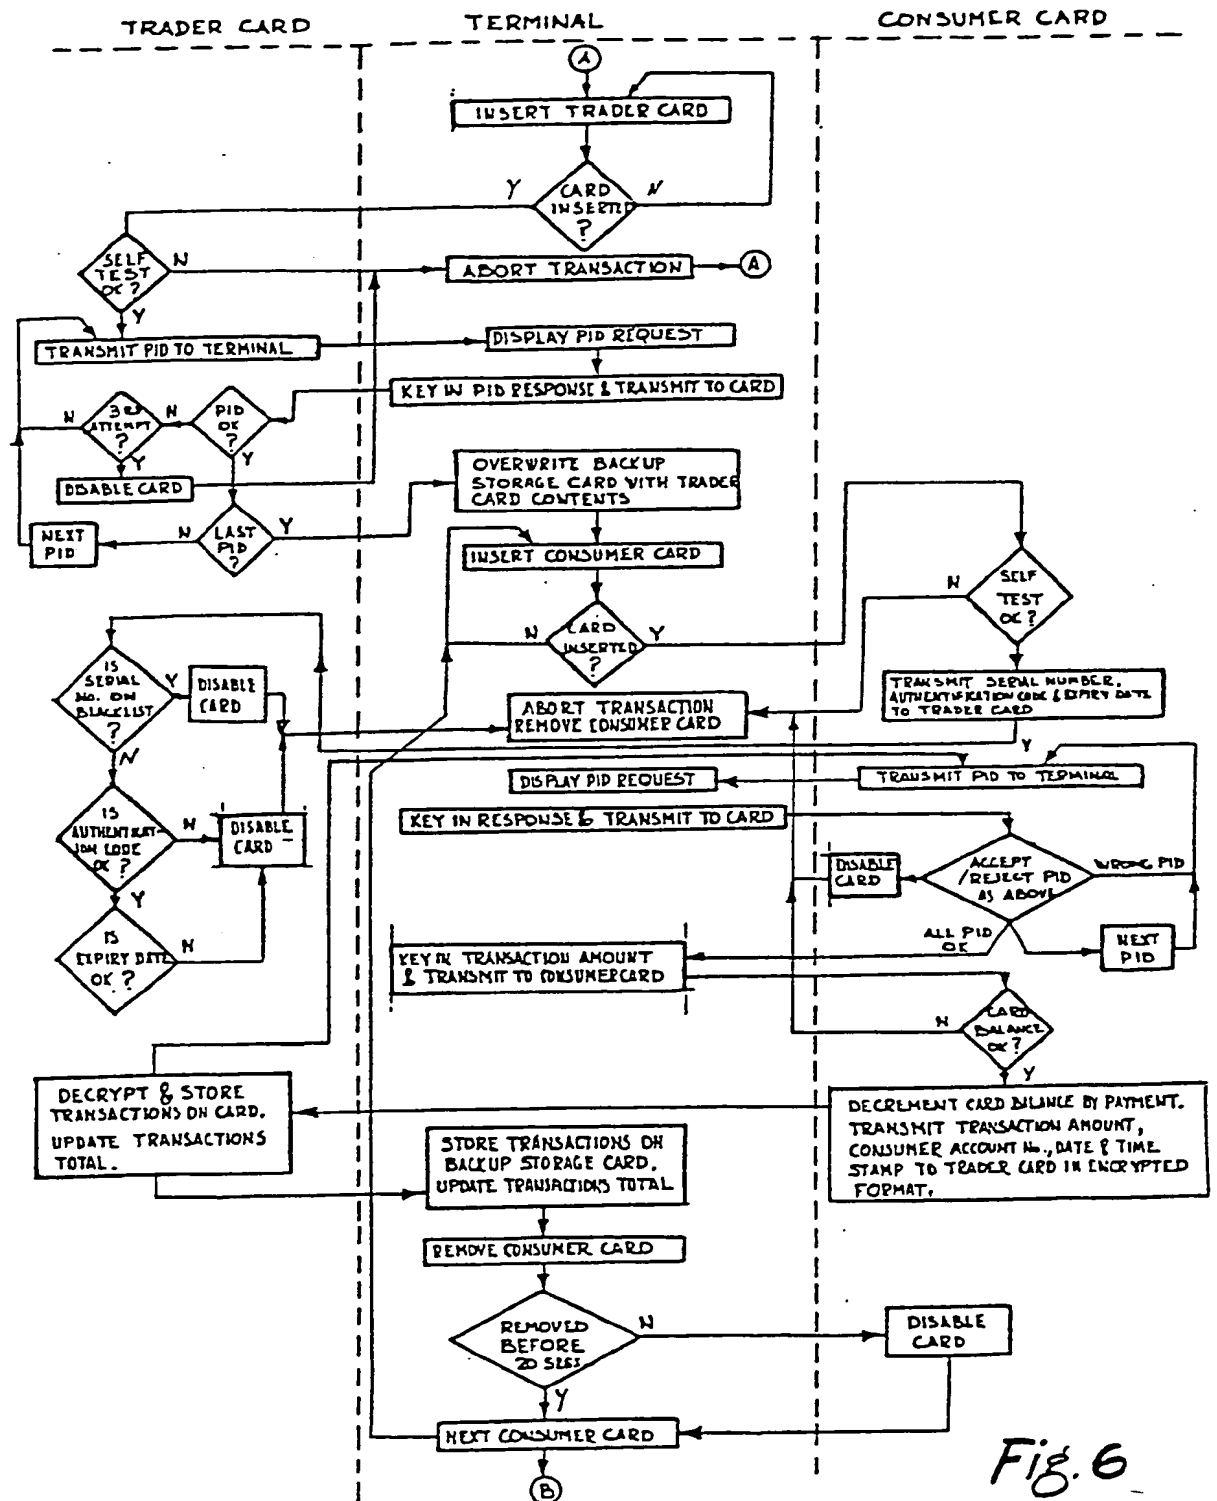 TRADER CARD
TERMINAL
CONSUMER CARD
A
INSERT TRADER CARD
Y
CARD
INSERTED
?
N
SELF
TEST
OK?
N
Y
ABORT TRANSACTION
A
TRANSMIT PID TO TERMINAL
DISPLAY PID REQUEST
KEY IN PID RESPONSE & TRANSMIT TO CARD
N
3RD
ATTEMPT
?
N
PID
OK
?
Y
Y
DISABLE CARD
OVERWRITE BACKUP
STORAGE CARD WITH TRADER
CARD CONTENTS
NEXT
PID
N
LAST
PID
?
Y
INSERT CONSUMER CARD
N
CARD
INSERTED
?
Y
N
SELF
TEST
OK?
IS
SERIAL
NO. ON
BLACKLIST
?
Y
DISABLE
CARD
N
ABORT TRANSACTION
REMOVE CONSUMER CARD
TRANSMIT SERIAL NUMBER,
AUTHENTIFICATION CODE & EXPIRY DATE
TO TRADER CARD
Y
DISPLAY PID REQUEST
TRANSMIT PID TO TERMINAL
IS
AUTHENTICAT-
ION CODE
OK?
N
DISABLE
CARD
Y
KEY IN RESPONSE & TRANSMIT TO CARD
DISABLE
CARD
ACCEPT
/REJECT PID
AS ABOVE
WRONG PID
IS
EXPIRY DATE
OK?
N
ALL PID
OK
NEXT
PID
KEY IN TRANSACTION AMOUNT
& TRANSMIT TO CONSUMERCARD
N
CARD
BALANCE
OK?
Y
DECRYPT & STORE
TRANSACTIONS ON CARD.
UPDATE TRANSACTIONS
TOTAL.
STORE TRANSACTIONS ON
BACKUP STORAGE CARD.
UPDATE TRANSACTIONS TOTAL
DECREMENT CARD BALANCE BY PAYMENT.
TRANSMIT TRANSACTION AMOUNT,
CONSUMER ACCOUNT No., DATE & TIME
STAMP TO TRADER CARD IN ENCRYPTED
FORMAT.
REMOVE CONSUMER CARD
REMOVED
BEFORE
20 SECS
N
DISABLE
CARD
Y
NEXT CONSUMER CARD
B
Fig. 6